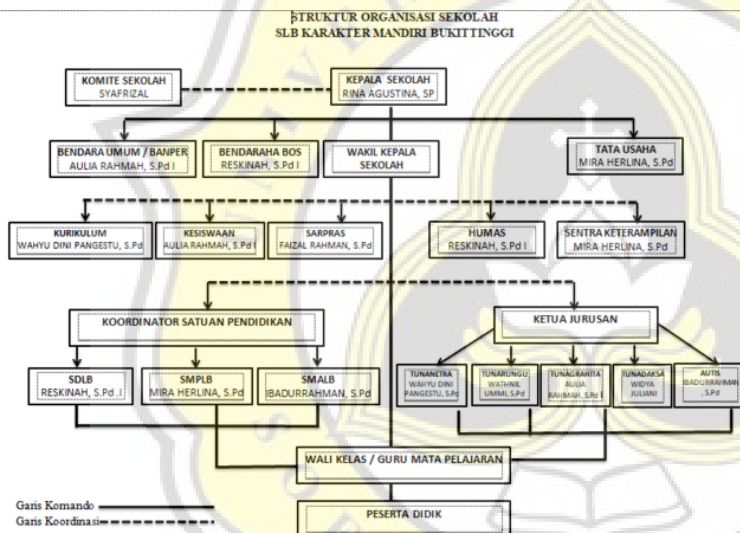 STRUKTUR ORGANISASI SEKOLAH
SLB KARAKTER MANDIRI BUKITTINGGI
KOMITE SEKOLAH
SYAFRIZAL
KEPALA SEKOLAH
RINA AGUSTINA, SP
BENDARA UMUM / BANPER
AULIA RAHMAH, S.Pd I
BENDARAHA BOS
RESKINAH, S.Pd I
WAKIL KEPALA
SEKOLAH
TATA USAHA
MIRA HERLINA, S.Pd
KURIKULUM
WAHYU DINI PANGESTU, S.Pd
KESISWAAN
AULIA RAHMAH, S.Pd I
SARPRAS
FAIZAL RAHMAN, S.Pd
HUMAS
RESKINAH, S.Pd I
SENTRA KETERAMPILAN
MIRA HERLINA, S.Pd
KOORDINATOR SATUAN PENDIDIKAN
KETUA JURUSAN
SDLB
RESKINAH, S.Pd .I
SMPLB
MIRA HERLINA, S.Pd
SMALB
IBADURRAHMAN, S.Pd
TUNANETRA
WAHYU DINI
PANGESTU, S.Pd
TUNARUNGU
WATHNIL
UMMI, S.Pd
TUNAGRAHITA
AULIA
RAHMAH, S.Pd I
TUNADAKSA
WIDYA
JULIANI
AUTIS
IBADURRAHMAN
, S.Pd
WALI KELAS / GURU MATA PELAJARAN
PESERTA DIDIK
Garis Komando
Garis Koordinasi